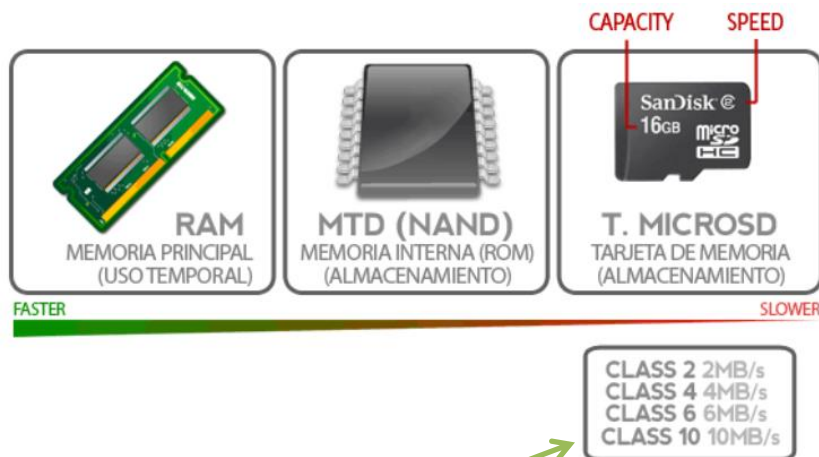 CAPACITY SPEED
SanDisk 2
16GB
micro
SD
HC
RAM
MEMORIA PRINCIPAL
(USO TEMPORAL)
MTD (NAND)
MEMORIA INTERNA (ROM)
(ALMACENAMIENTO)
T. MICROSD
TARJETA DE MEMORIA
(ALMACENAMIENTO)
FASTER SLOWER
CLASS 2 2MB/s
CLASS 4 4MB/s
CLASS 6 6MB/s
CLASS 10 10MB/s